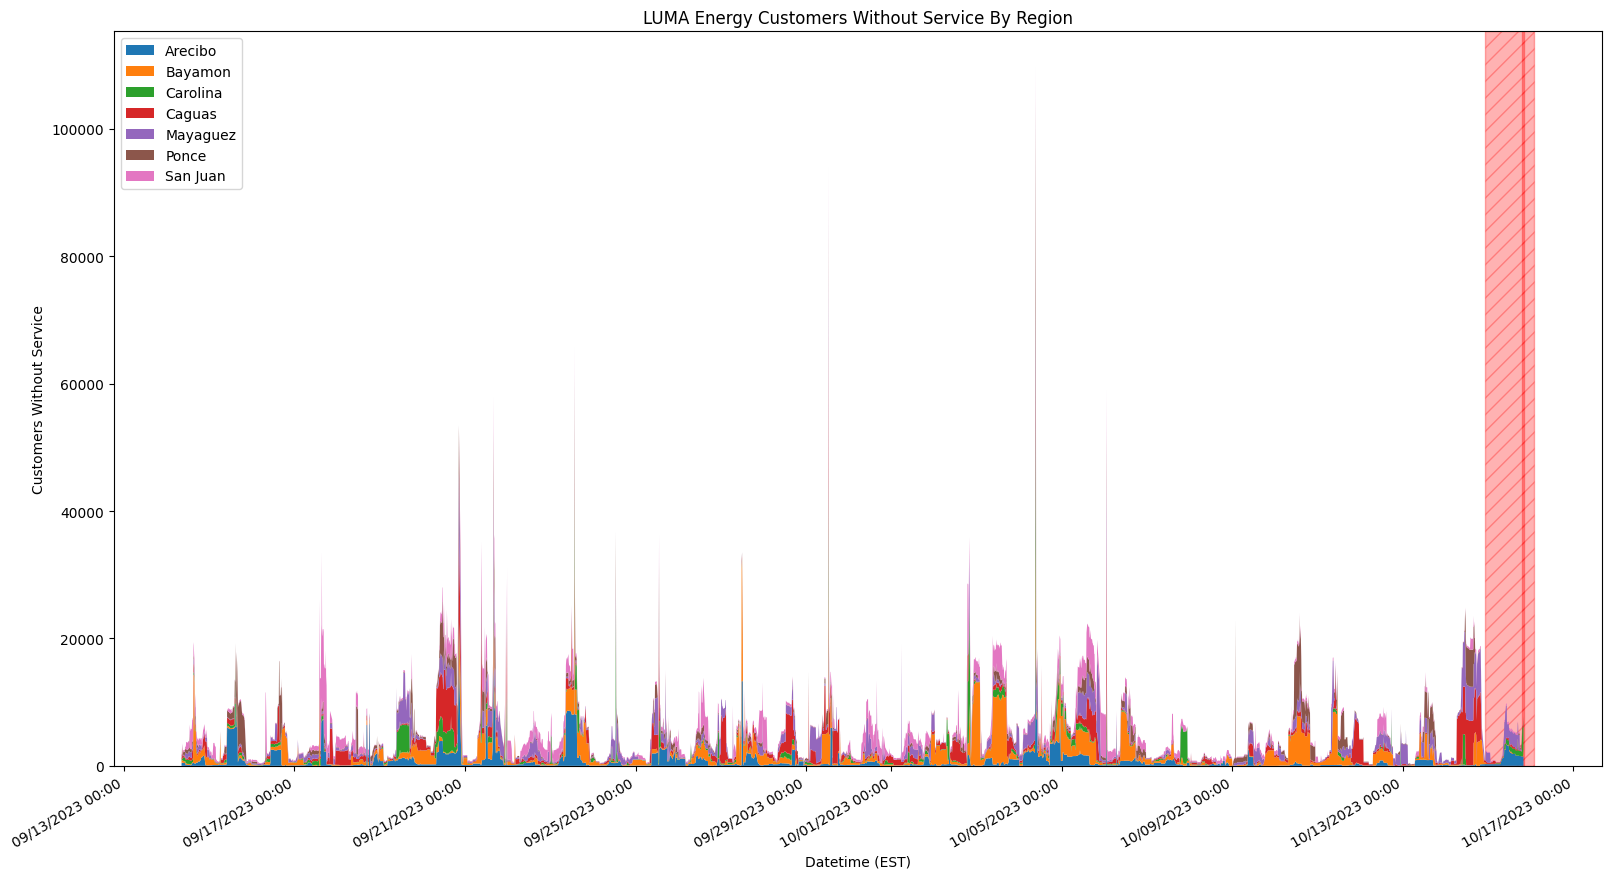 LUMA Energy Customers Without Service By Region
Arecibo
Bayamon
Carolina
Caguas
Mayaguez
Ponce
San Juan
100000
80000
60000
40000
20000
0
Customers Without Service
09/13/2023 00:00
09/17/2023 00:00
09/21/2023 00:00
09/25/2023 00:00
09/29/2023 00:00
10/01/2023 00:00
10/05/2023 00:00
10/09/2023 00:00
10/13/2023 00:00
10/17/2023 00:00
Datetime (EST)